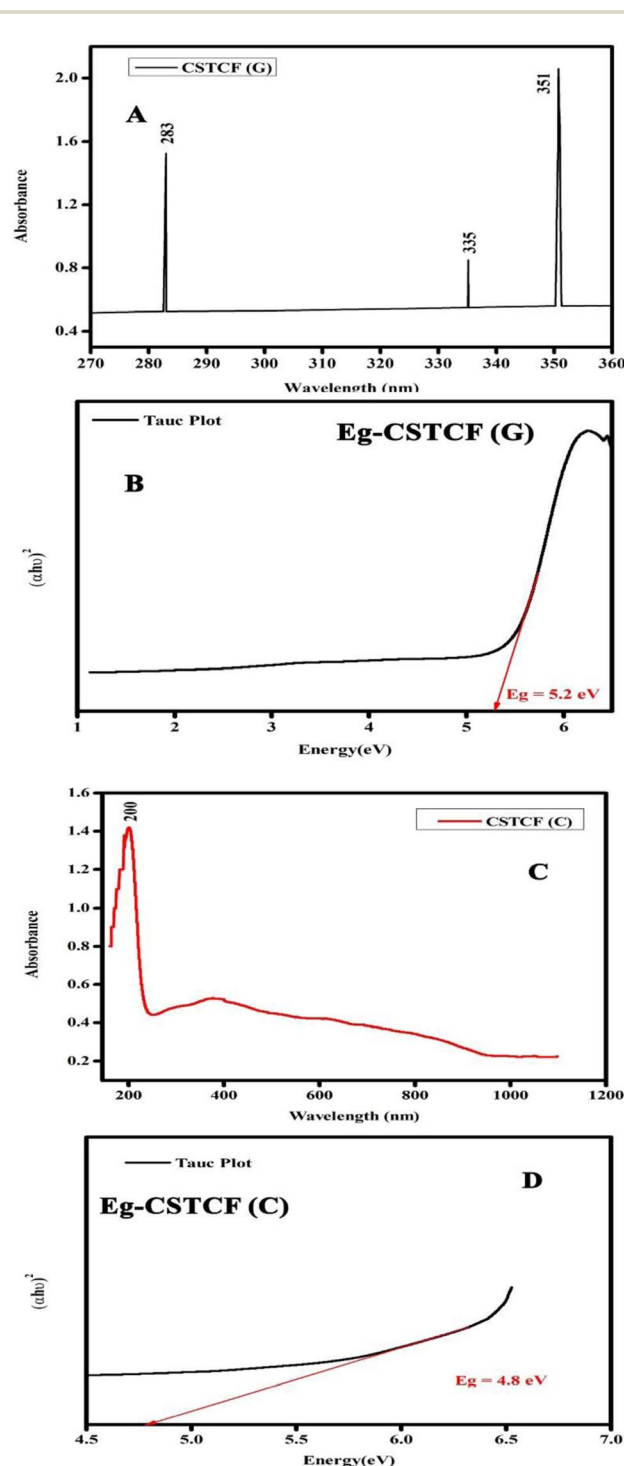 CSTCF (G)
A
283
335
351
Absorbance
2.0
1.6
1.2
0.8
0.4
270 280 290 300 310 320 330 340 350 360
Wavelength (nm)
Tauc Plot
Eg-CSTCF (G)
B
(αhυ)²
Eg = 5.2 eV
1 2 3 4 5 6
Energy(eV)
200
CSTCF (C)
C
Absorbance
1.6
1.4
1.2
1.0
0.8
0.6
0.4
0.2
200 400 600 800 1000 1200
Wavelength (nm)
Tauc Plot
D
Eg-CSTCF (C)
(αhυ)²
Eg = 4.8 eV
4.5 5.0 5.5 6.0 6.5 7.0
Energy(eV)